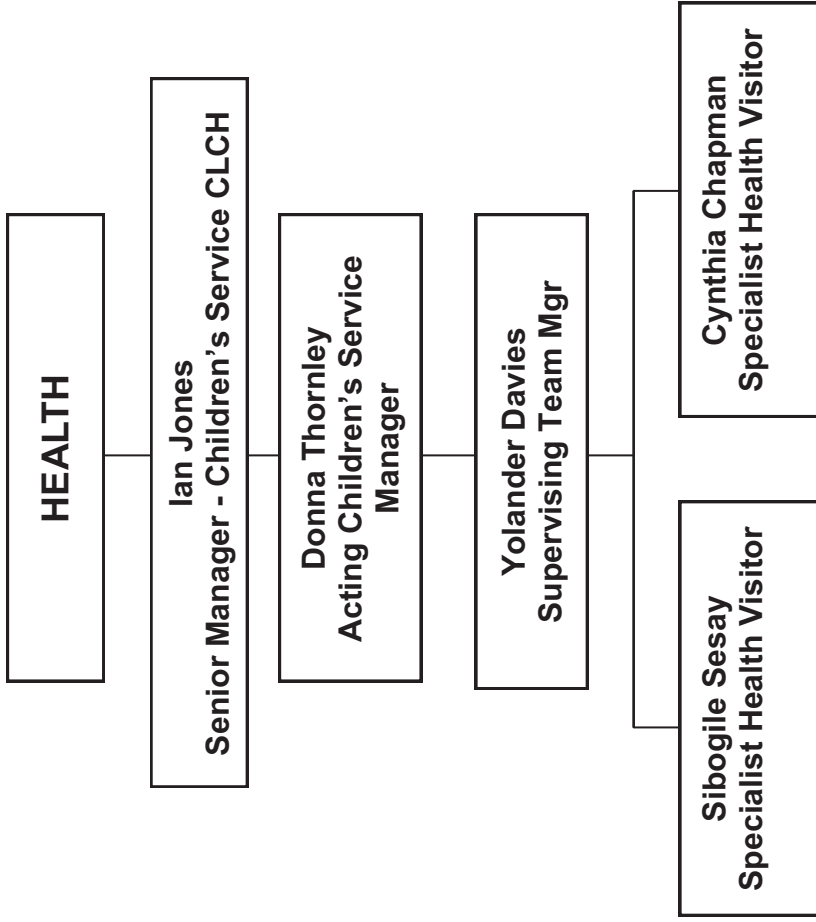 HEALTH
Ian Jones
Senior Manager - Children’s Service CLCH
Donna Thornley
Acting Children’s Service
Manager
Yolander Davies
Supervising Team Mgr
Sibogile Sesay
Specialist Health Visitor
Cynthia Chapman
Specialist Health Visitor